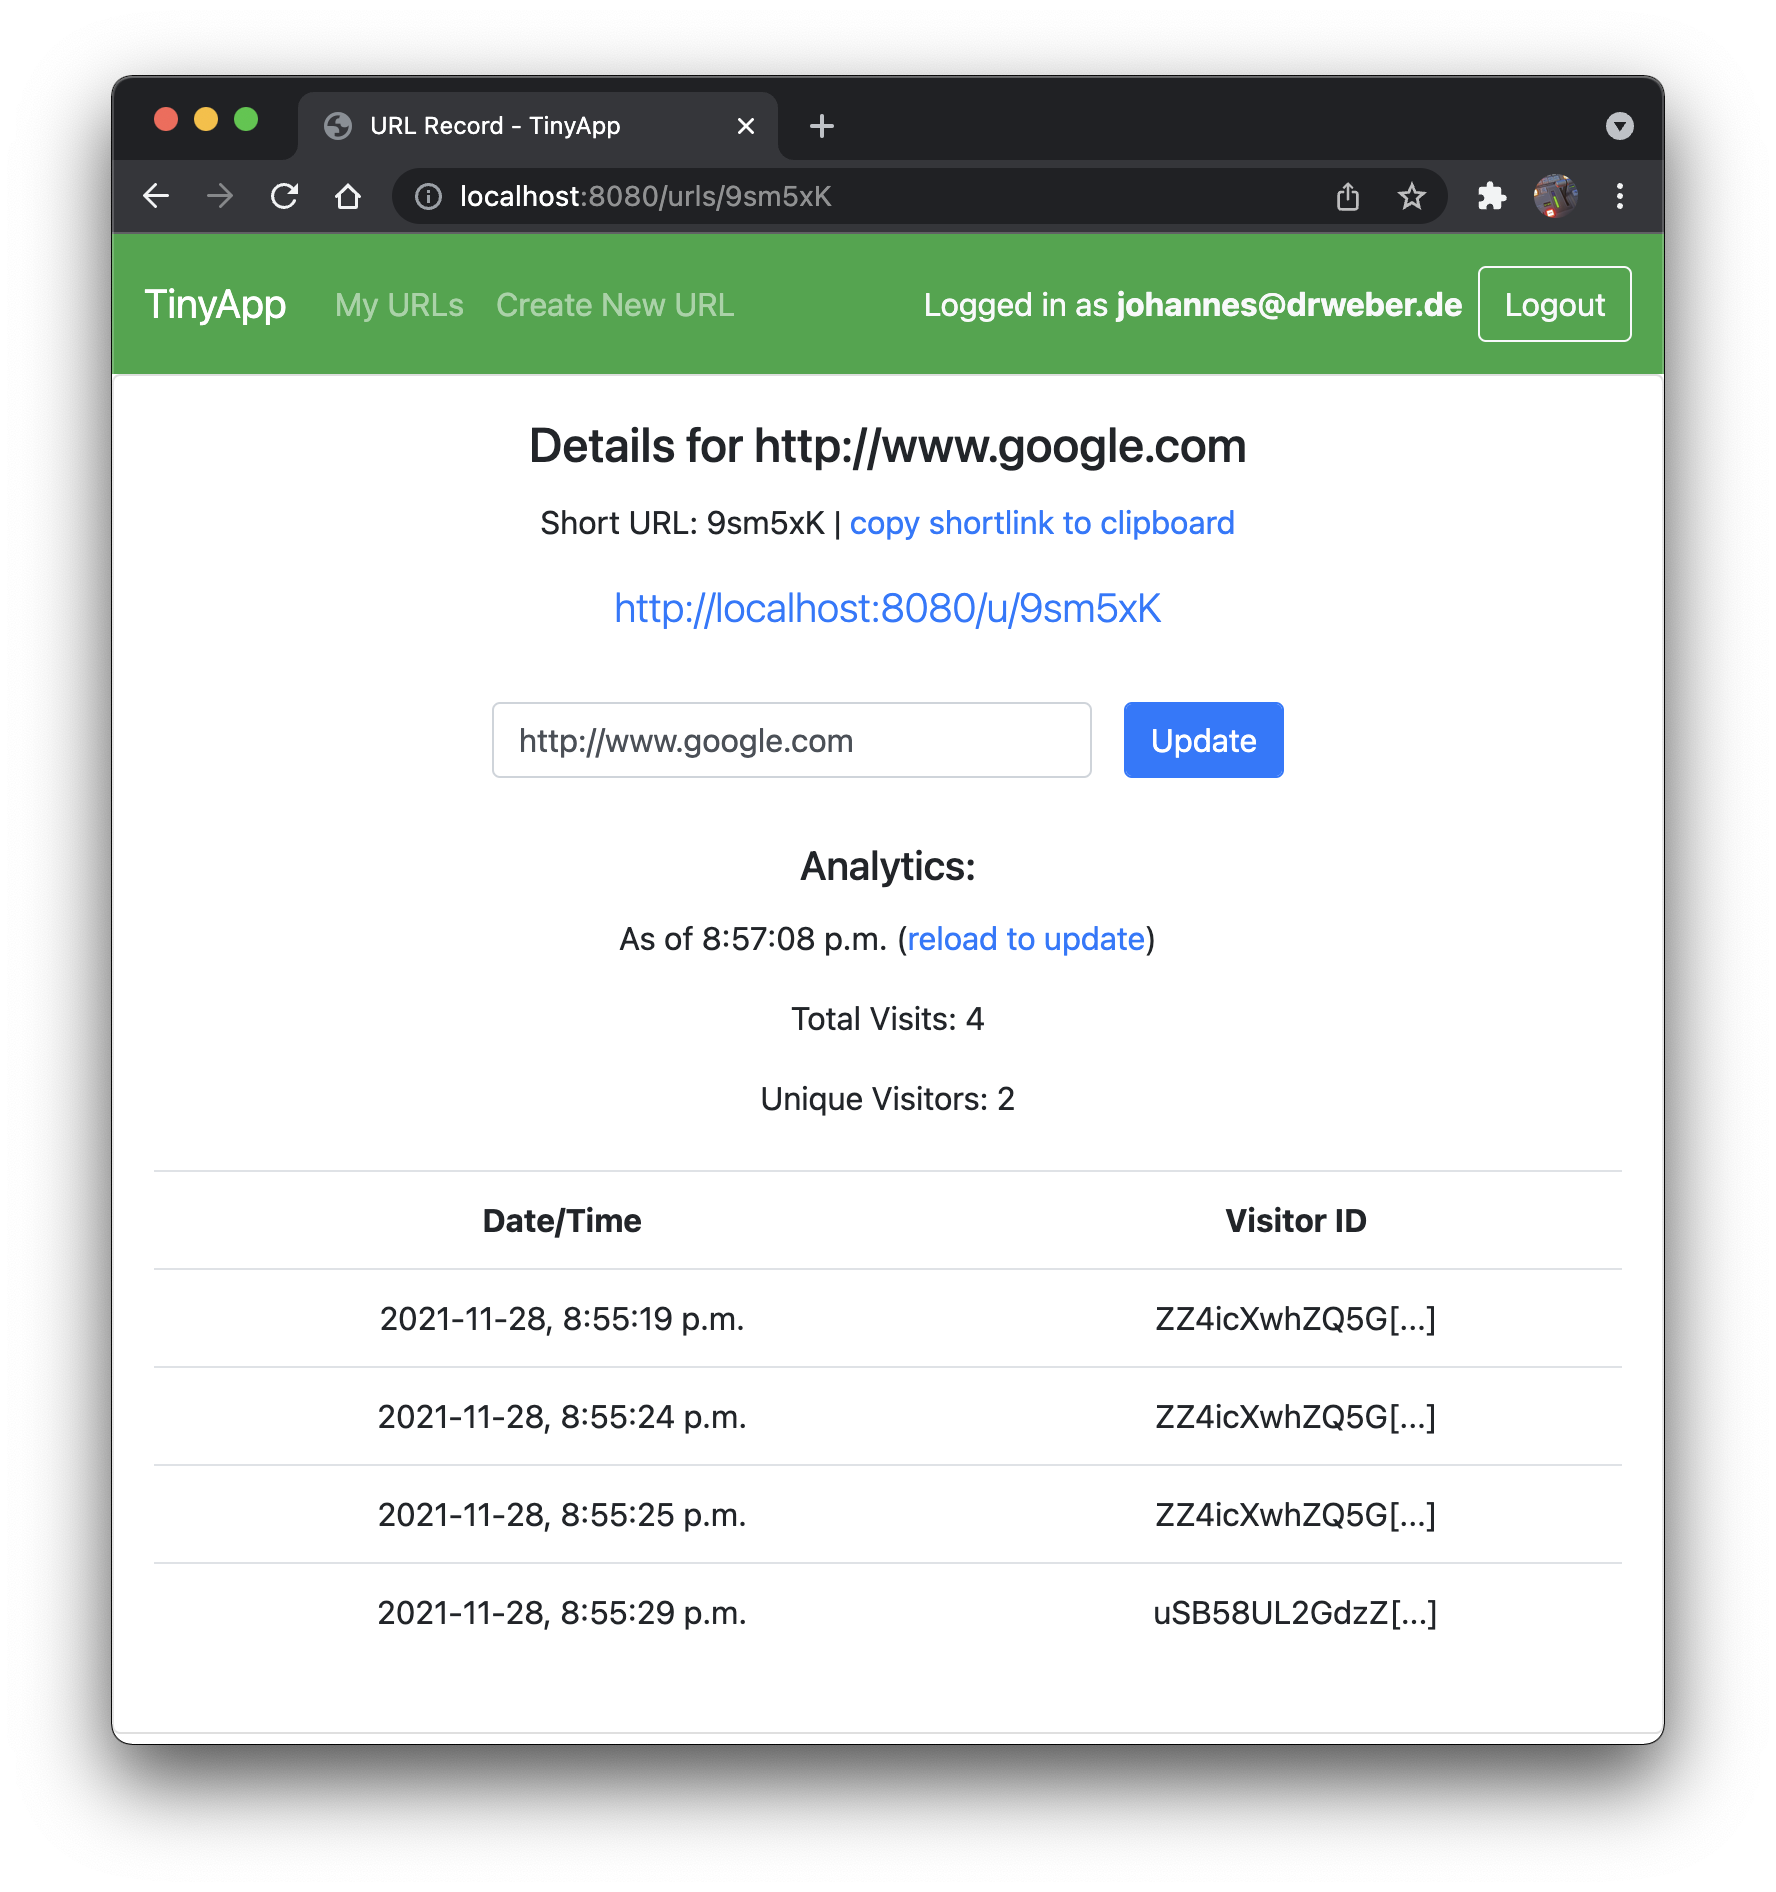 URL Record - TinyApp
localhost:8080/urls/9sm5xK
TinyApp My URLs Create New URL Logged in as johannes@drweber.de Logout
Details for http://www.google.com
Short URL: 9sm5xK | copy shortlink to clipboard
http://localhost:8080/u/9sm5xK
http://www.google.com Update
Analytics:
As of 8:57:08 p.m. (reload to update)
Total Visits: 4
Unique Visitors: 2
Date/Time Visitor ID
2021-11-28, 8:55:19 p.m. ZZ4icXwhZQ5G[...]
2021-11-28, 8:55:24 p.m. ZZ4icXwhZQ5G[...]
2021-11-28, 8:55:25 p.m. ZZ4icXwhZQ5G[...]
2021-11-28, 8:55:29 p.m. uSB58UL2GdzZ[...]